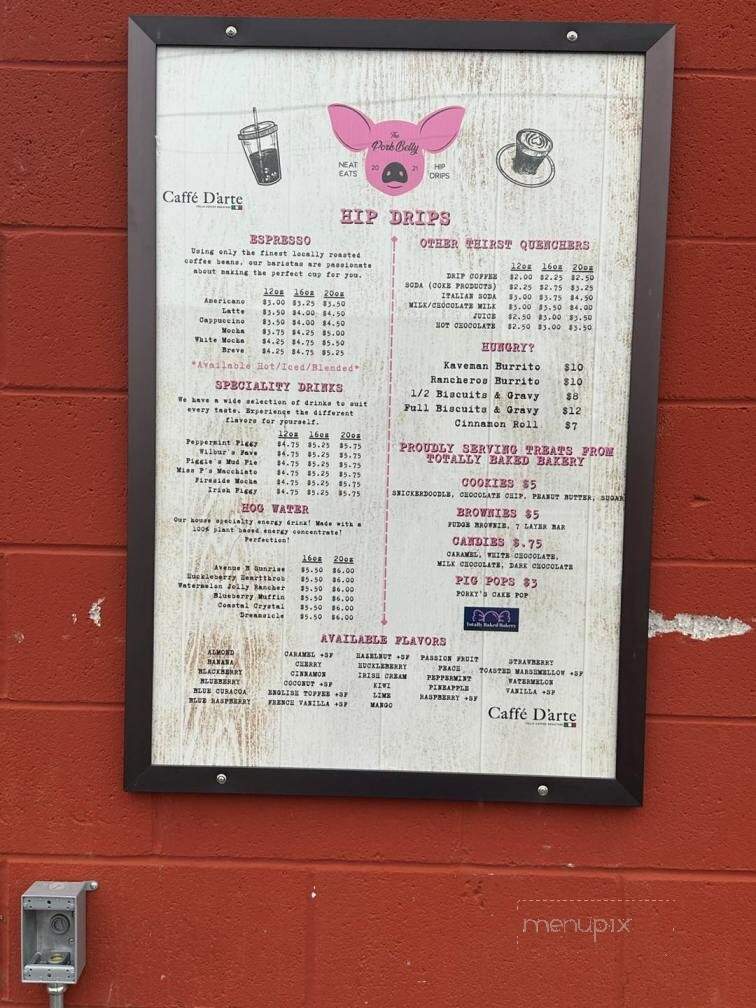 The
Pork Belly
NEAT
EATS
20 21
HIP
DRIPS
Caffé D'arte
HIP DRIPS
ESPRESSO
Using only the finest locally roasted
coffee beans, our baristas are passionate
about making the perfect cup for you.
12oz 16oz 20oz
Americano $3.00 $3.25 $3.50
Latte $3.50 $4.00 $4.50
Cappuccino $3.50 $4.00 $4.50
Mocha $3.75 $4.25 $5.00
White Mocha $4.25 $4.75 $5.50
Breve $4.25 $4.75 $5.25
*Available Hot/Iced/Blended*
SPECIALITY DRINKS
We have a wide selection of drinks to suit
every taste. Experience the different
flavors for yourself.
12oz 16oz 20oz
Peppermint Piggy $4.75 $5.25 $5.75
Wilbur's Fave $4.75 $5.25 $5.75
Piggie's Mud Pie $4.75 $5.25 $5.75
Miss P's Macchiato $4.75 $5.25 $5.75
Fireside Mocha $4.75 $5.25 $5.75
Irish Piggy $4.75 $5.25 $5.75
HOG WATER
Our house specialty energy drink! Made with a
100% plant based energy concentrate!
Perfection!
16oz 20oz
Avenue B Sunrise $5.50 $6.00
Huckleberry Heartthrob $5.50 $6.00
Watermelon Jolly Rancher $5.50 $6.00
Blueberry Muffin $5.50 $6.00
Coastal Crystal $5.50 $6.00
Dreamsicle $5.50 $6.00
OTHER THIRST QUENCHERS
12oz 16oz 20oz
DRIP COFFEE $2.00 $2.25 $2.50
SODA (COKE PRODUCTS) $2.25 $2.75 $3.25
ITALIAN SODA $3.00 $3.75 $4.50
MILK/CHOCOLATE MILK $3.00 $3.50 $4.00
JUICE $2.50 $3.00 $3.50
HOT CHOCOLATE $2.50 $3.00 $3.50
HUNGRY?
Kaveman Burrito $10
Rancheros Burrito $10
1/2 Biscuits & Gravy $8
Full Biscuits & Gravy $12
Cinnamon Roll $7
PROUDLY SERVING TREATS FROM
TOTALLY BAKED BAKERY
COOKIES $5
SNICKERDOODLE, CHOCOLATE CHIP, PEANUT BUTTER, SUGAR
BROWNIES $5
FUDGE BROWNIE, 7 LAYER BAR
CANDIES $.75
CARAMEL, WHITE CHOCOLATE,
MILK CHOCOLATE, DARK CHOCOLATE
PIG POPS $3
PORKY'S CAKE POP
Totally Baked Bakery
AVAILABLE FLAVORS
ALMOND
BANANA
BLACKBERRY
BLUEBERRY
BLUE CURACOA
BLUE RASPBERRY
CARAMEL +SF
CHERRY
CINNAMON
COCONUT +SF
ENGLISH TOFFEE +SF
FRENCH VANILLA +SF
HAZELNUT +SF
HUCKLEBERRY
IRISH CREAM
KIWI
LIME
MANGO
PASSION FRUIT
PEACH
PEPPERMINT
PINEAPPLE
RASPBERRY +SF
STRAWBERRY
TOASTED MARSHMELLOW +SF
WATERMELON
VANILLA +SF
Caffé D'arte
menupix